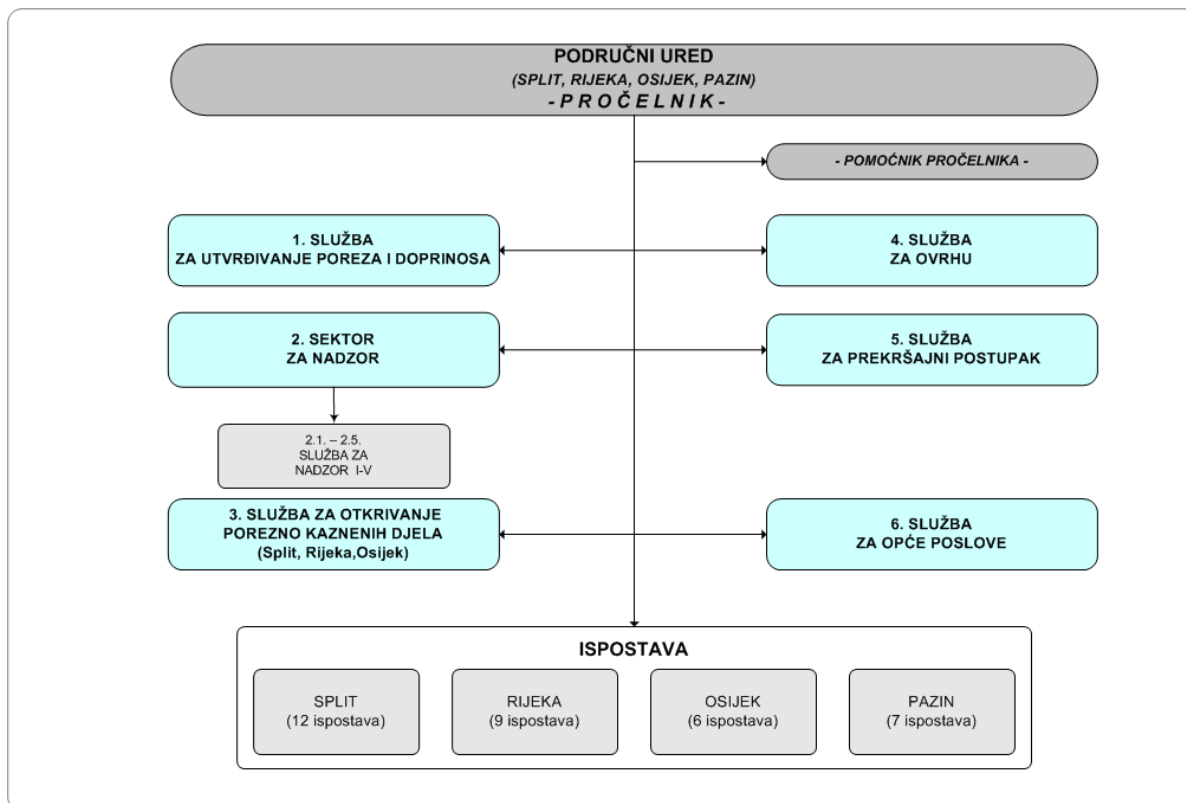 PODRUČNI URED
(SPLIT, RIJEKA, OSIJEK, PAZIN)
- P R O Č E L N I K -
- POMOĆNIK PROČELNIKA -
1. SLUŽBA
ZA UTVRĐIVANJE POREZA I DOPRINOSA
4. SLUŽBA
ZA OVRHU
2. SEKTOR
ZA NADZOR
5. SLUŽBA
ZA PREKRŠAJNI POSTUPAK
2.1. – 2.5.
SLUŽBA ZA
NADZOR I-V
3. SLUŽBA ZA OTKRIVANJE
POREZNO KAZNENIH DJELA
(Split, Rijeka,Osijek)
6. SLUŽBA
ZA OPĆE POSLOVE
ISPOSTAVA
SPLIT
(12 ispostava)
RIJEKA
(9 ispostava)
OSIJEK
(6 ispostava)
PAZIN
(7 ispostava)